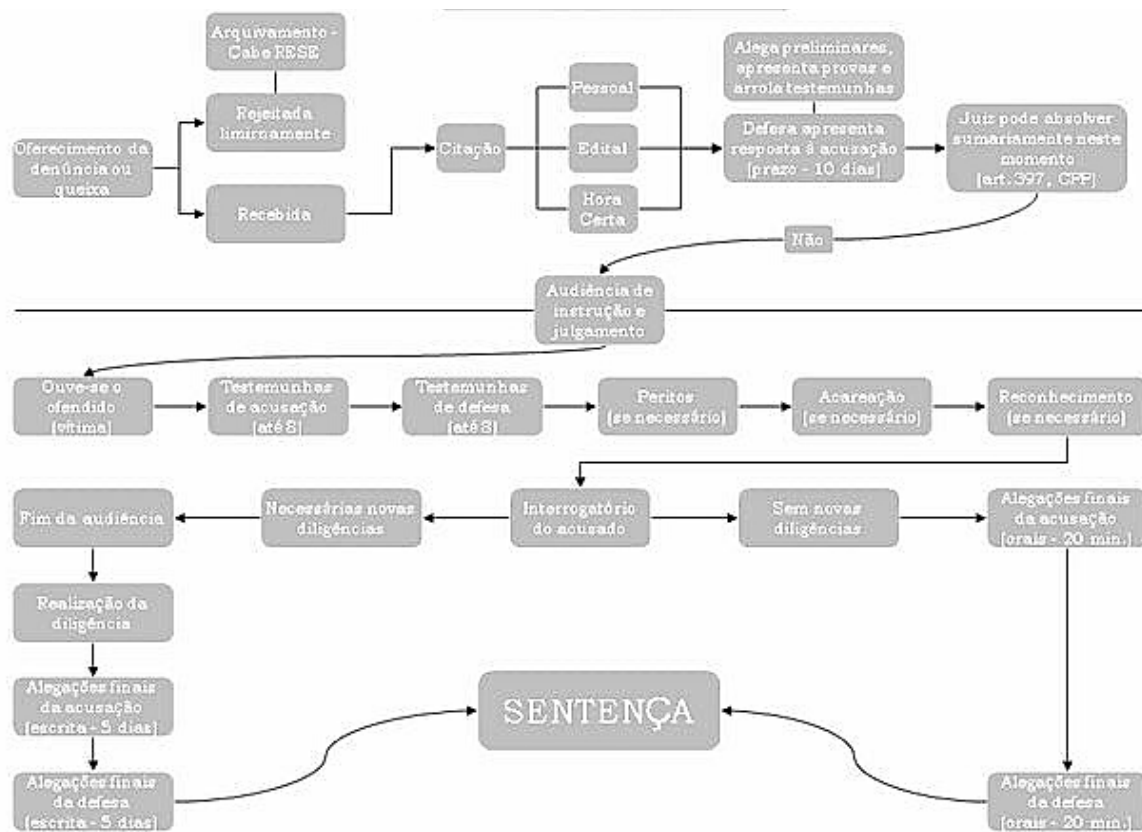 Arquivamento -
Cabe RESE
Rejeitada
limirnamente
Oferecimento da
denúncia ou
queixa
Recebida
Citação
Pessoal
Edital
Hora
Certa
Alega preliminares,
apresenta provas e
arrola testemunhas
Defesa apresenta
resposta à acusação
(prazo - 10 dias)
Juiz pode absolver
sumariamente neste
momento
(art.397, CPP)
Não
Audiência de
instrução e
julgamento
Ouve-se o
ofendido
(vítima)
Testemunhas
de acusação
(até 8)
Testemunhas
de defesa
(até 8)
Peritos
(se necessário)
Acareação
(se necessário)
Reconhecimento
(se necessário)
Fim da audiência
Necessárias novas
diligências
Interrogatório
do acusado
Sem novas
diligências
Alegações finais
da acusação
(orais - 20 min.)
Realização da
diligência
Alegações finais
da acusação
(escrita - 5 dias)
Alegações finais
da defesa
(escrita - 5 dias)
SENTENÇA
Alegações finais
da defesa
(orais - 20 min.)